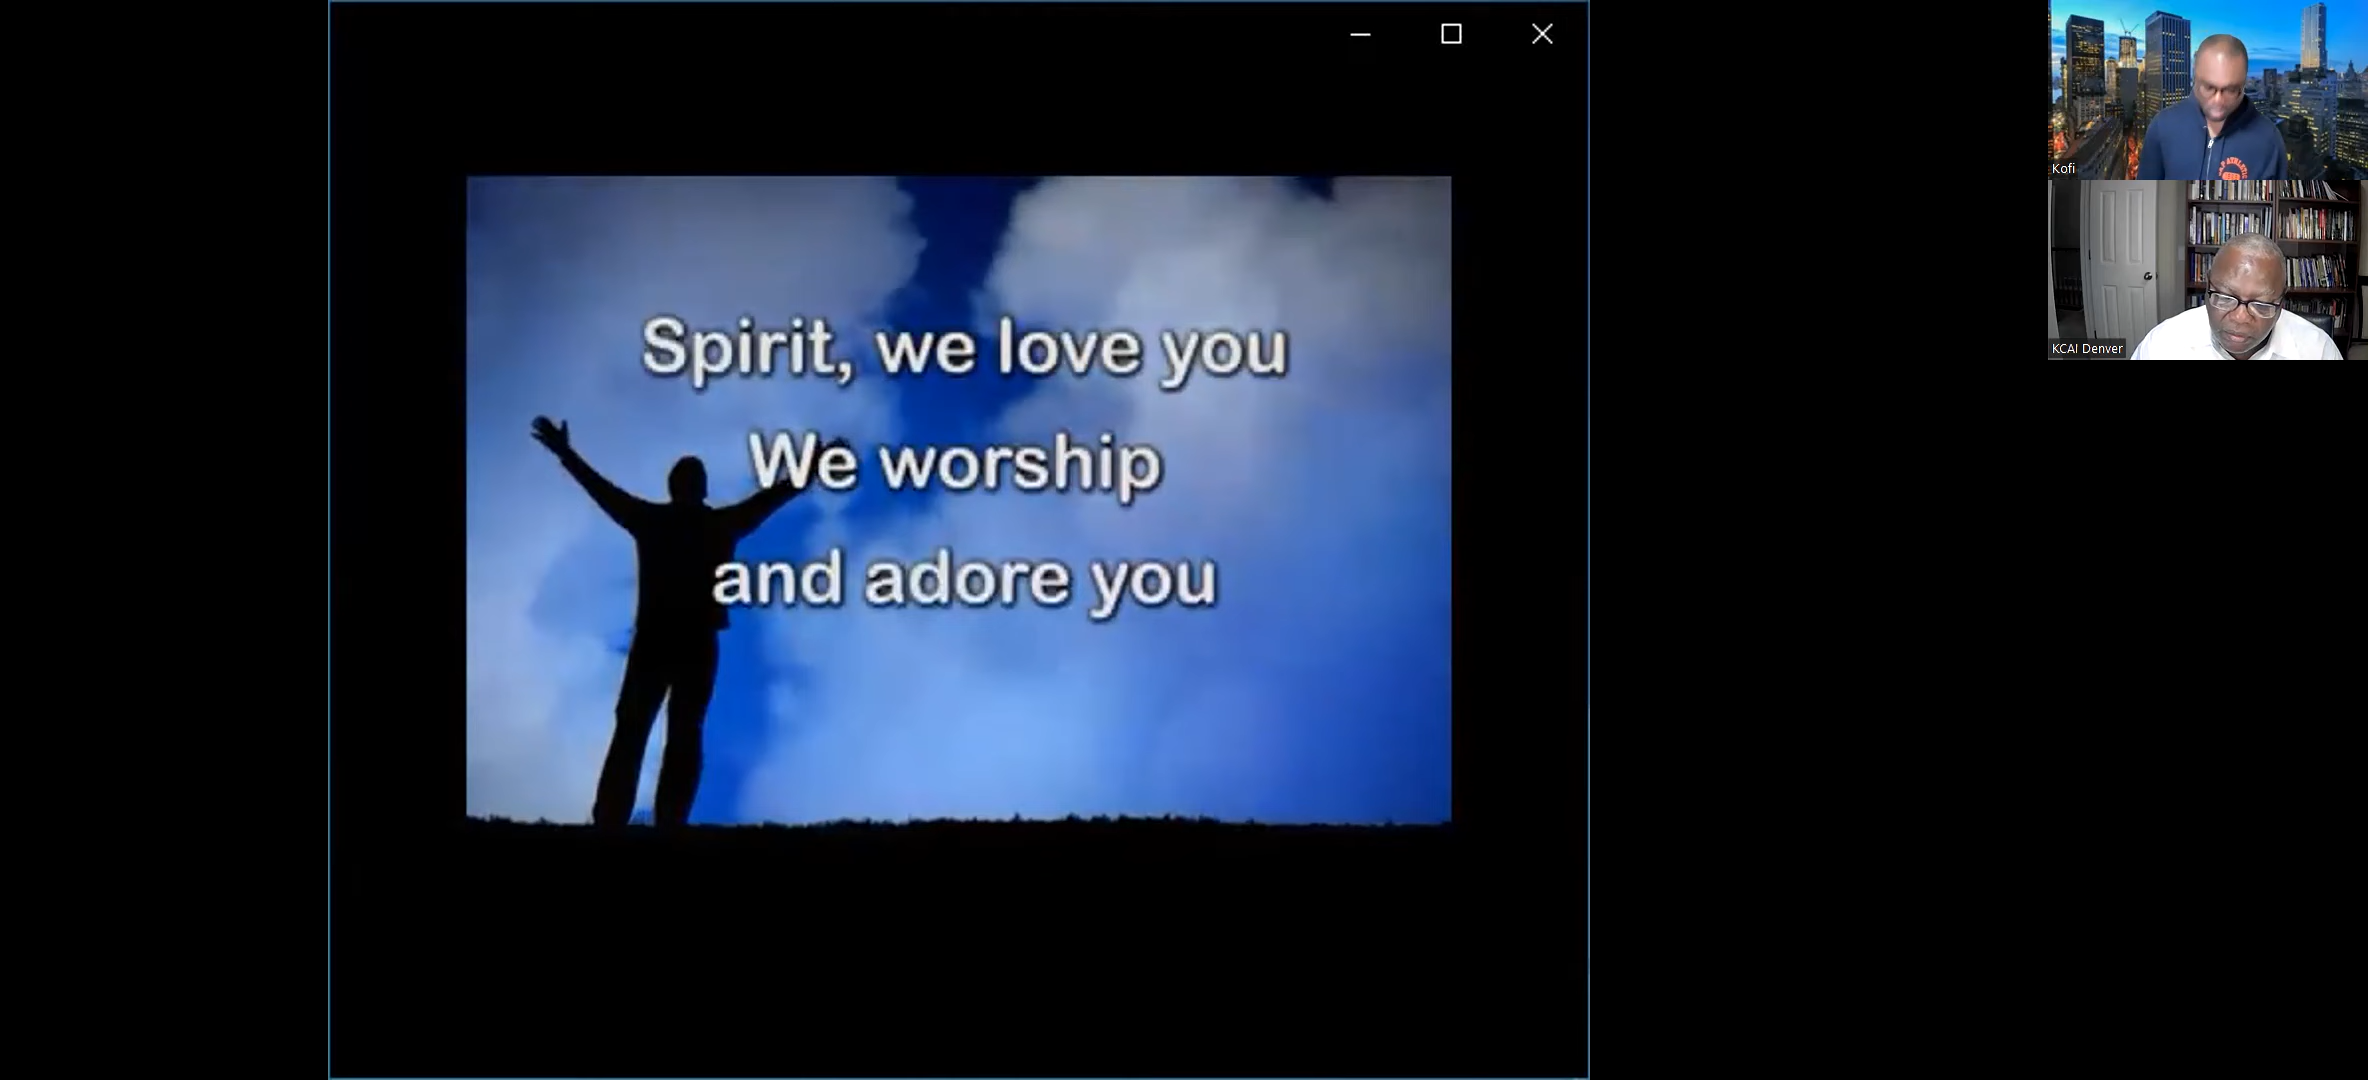 Spirit, we love you
We worship
and adore you
Kofi
KCAI Denver